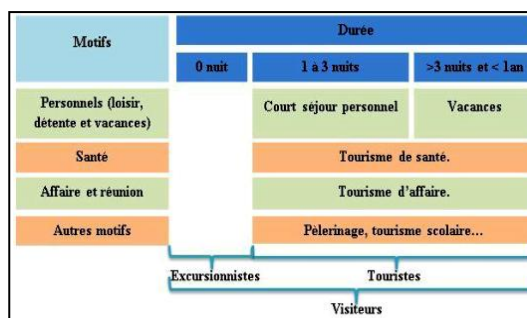 Motifs
Durée
0 nuit
1 à 3 nuits
>3 nuits et < 1an
Personnels (loisir,
détente et vacances)
Court séjour personnel
Vacances
Santé
Tourisme de santé.
Affaire et réunion
Tourisme d’affaire.
Autres motifs
Pèlerinage, tourisme scolaire…
Excursionnistes
Touristes
Visiteurs